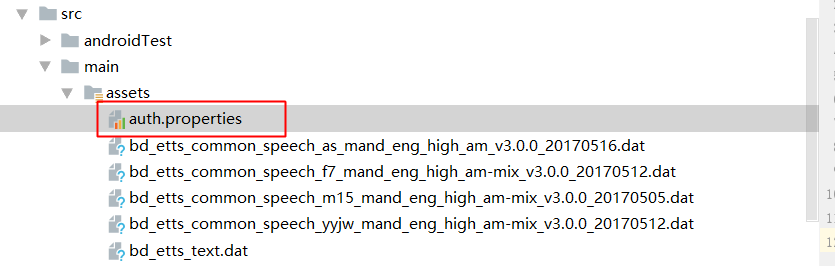 src
androidTest
main
assets
auth.properties
bd_etts_common_speech_as_mand_eng_high_am_v3.0.0_20170516.dat
bd_etts_common_speech_f7_mand_eng_high_am-mix_v3.0.0_20170512.dat
bd_etts_common_speech_m15_mand_eng_high_am-mix_v3.0.0_20170505.dat
bd_etts_common_speech_yyjw_mand_eng_high_am-mix_v3.0.0_20170512.dat
bd_etts_text.dat